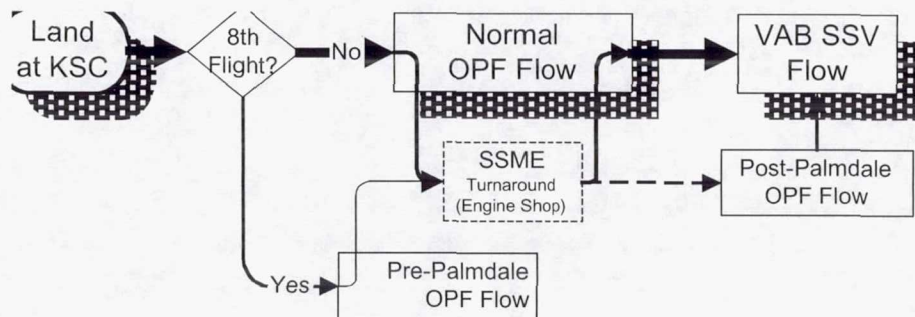 Land
at KSC
8th
Flight?
No
Normal
OPF Flow
VAB SSV
Flow
SSME
Turnaround
(Engine Shop)
Post-Palmdale
OPF Flow
Yes
Pre-Palmdale
OPF Flow